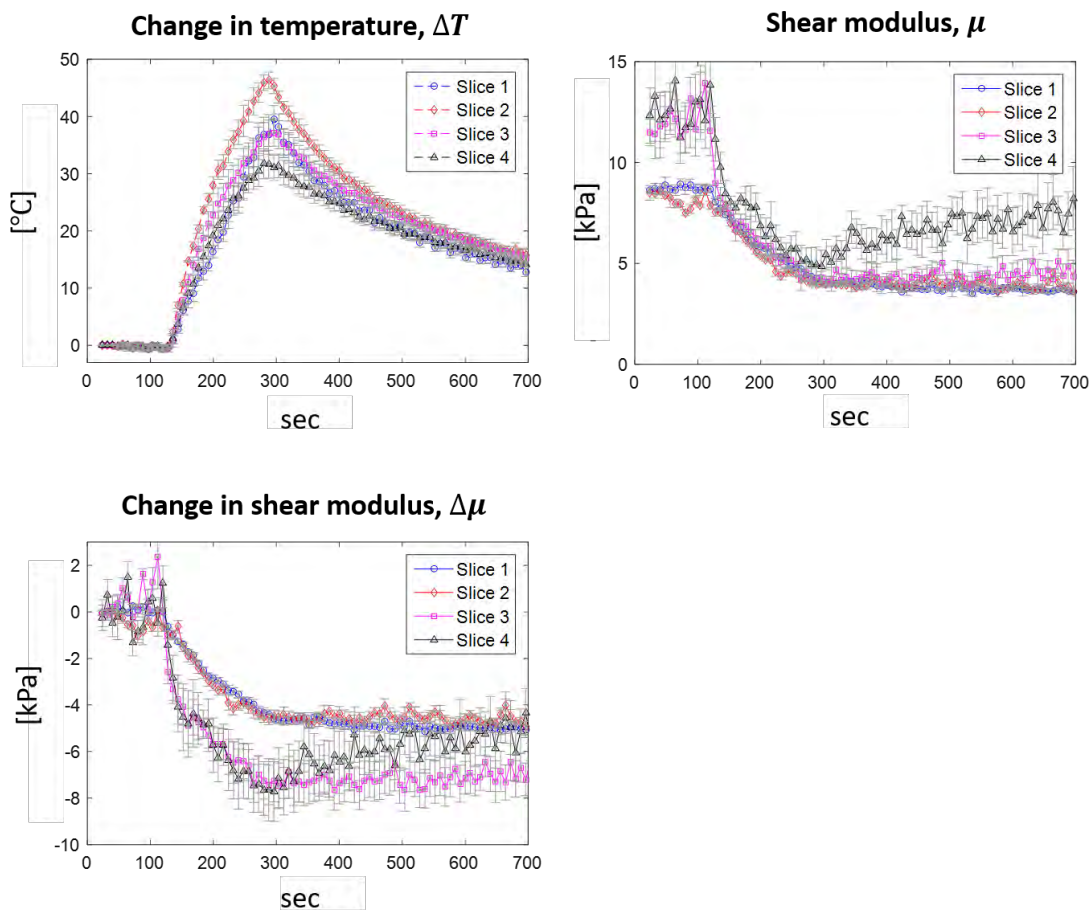 Change in temperature, ΔT
[°C]
50
40
30
20
10
0
0 100 200 300 400 500 600 700
sec
Slice 1
Slice 2
Slice 3
Slice 4
Shear modulus, μ
[kPa]
15
10
5
0
0 100 200 300 400 500 600 700
sec
Slice 1
Slice 2
Slice 3
Slice 4
Change in shear modulus, Δμ
[kPa]
2
0
-2
-4
-6
-8
-10
0 100 200 300 400 500 600 700
sec
Slice 1
Slice 2
Slice 3
Slice 4